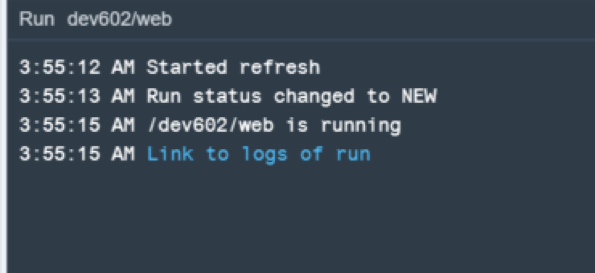 Run dev602/web
3:55:12 AM Started refresh
3:55:13 AM Run status changed to NEW
3:55:15 AM /dev602/web is running
3:55:15 AM Link to logs of run